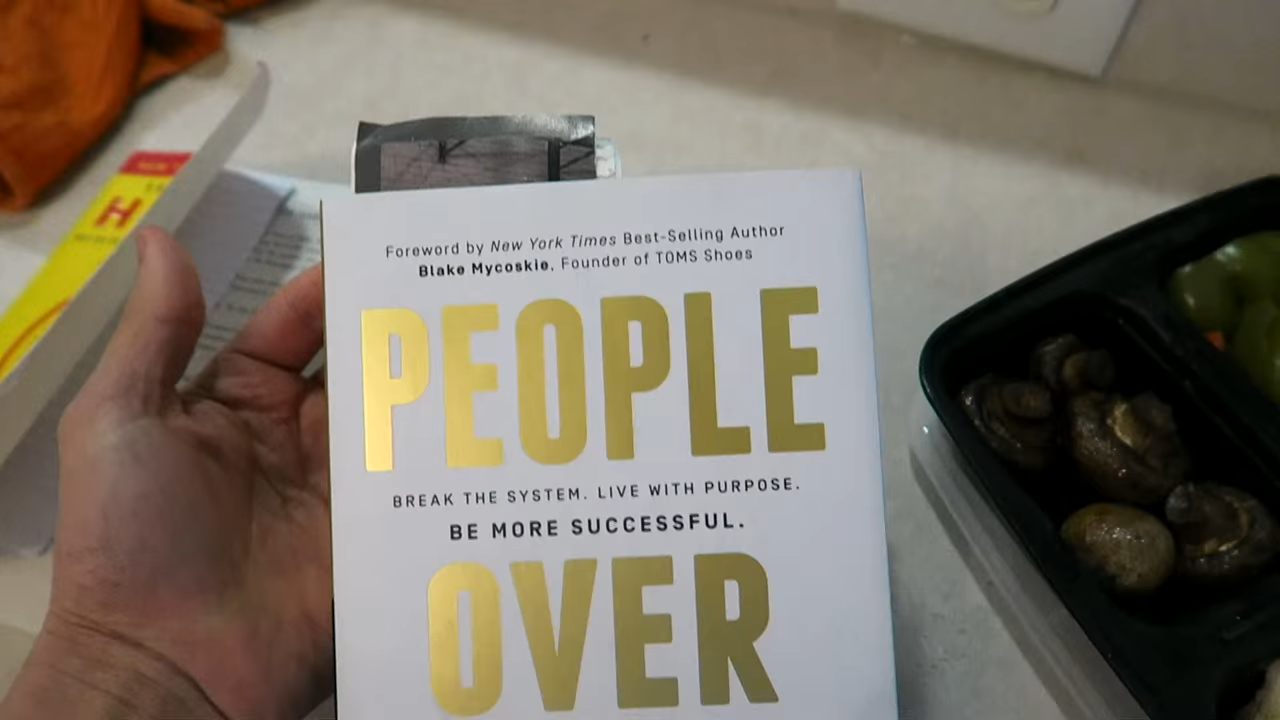 Foreword by New York Times Best-Selling Author
Blake Mycoskie, Founder of TOMS Shoes
PEOPLE
BREAK THE SYSTEM. LIVE WITH PURPOSE.
BE MORE SUCCESSFUL.
OVER
H